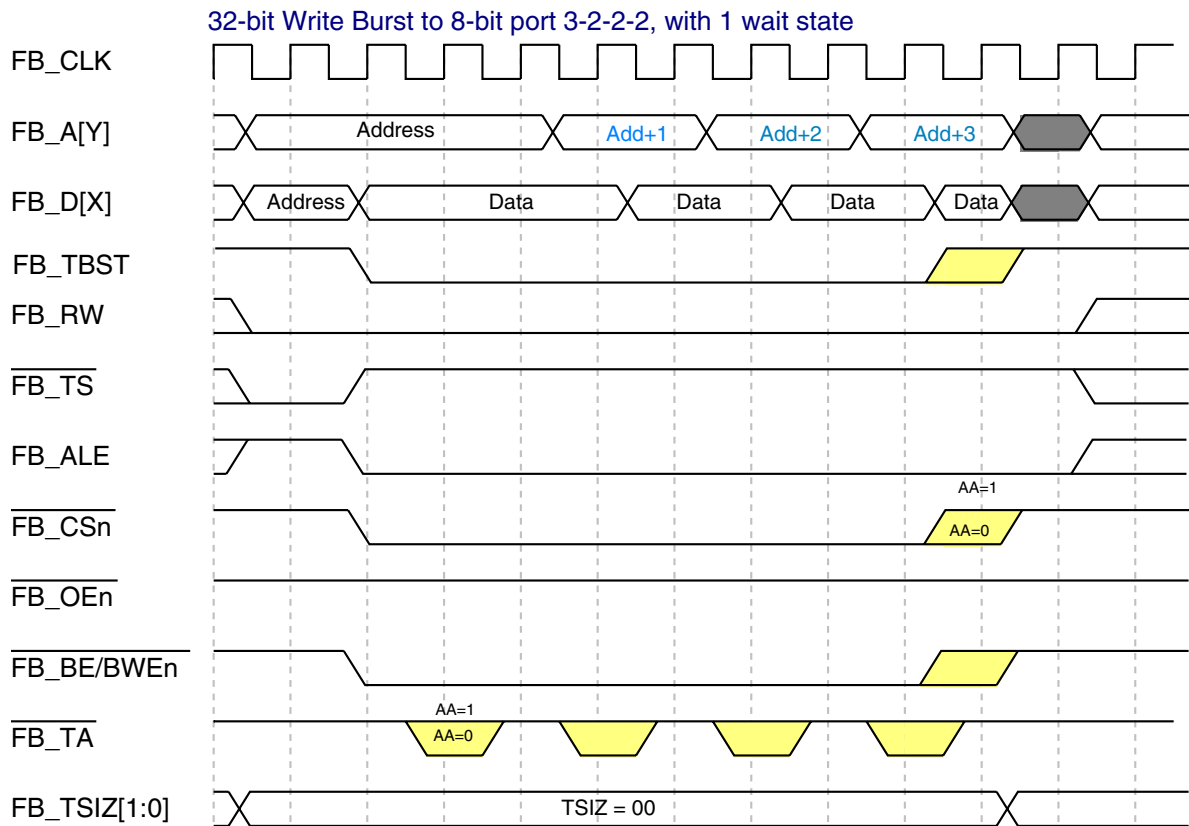 32-bit Write Burst to 8-bit port 3-2-2-2, with 1 wait state
FB_CLK
FB_A[Y] Address Add+1 Add+2 Add+3
FB_D[X] Address Data Data Data Data
FB_TBST
FB_RW
FB_TS
FB_ALE
AA=1
FB_CSn AA=0
FB_OEn
FB_BE/BWEn
AA=1
FB_TA AA=0
FB_TSIZ[1:0] TSIZ = 00